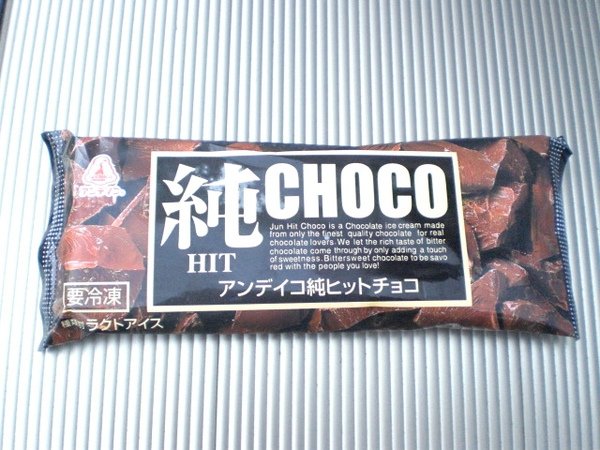 純 CHOCO
HIT
Jun Hit Choco is a Chocolate ice cream made
from only the finest quality chocolate for real
chocolate lovers. We let the rich taste of bitter
chocolate come through by only adding a touch
of sweetness. Bittersweet chocolate to be savo
red with the people you love!
アンデイコ純ヒットチョコ
要冷凍
種類別 ラクトアイス